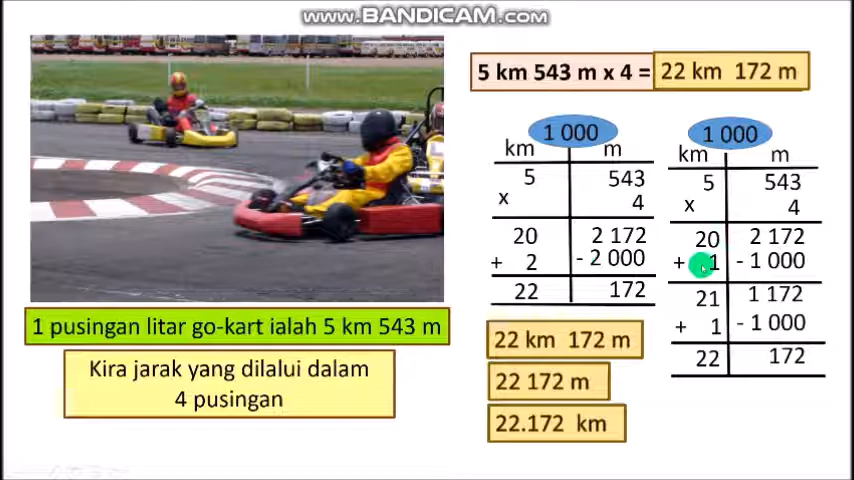 www.BANDICAM.com
5 km 543 m x 4 = 22 km 172 m
1 000
km m
5 543
x 4
20 2 172
+ 2 - 2 000
22 172
1 000
km m
5 543
x 4
20 2 172
+ 1 - 1 000
21 1 172
+ 1 - 1 000
22 172
1 pusingan litar go-kart ialah 5 km 543 m
Kira jarak yang dilalui dalam
4 pusingan
22 km 172 m
22 172 m
22.172 km